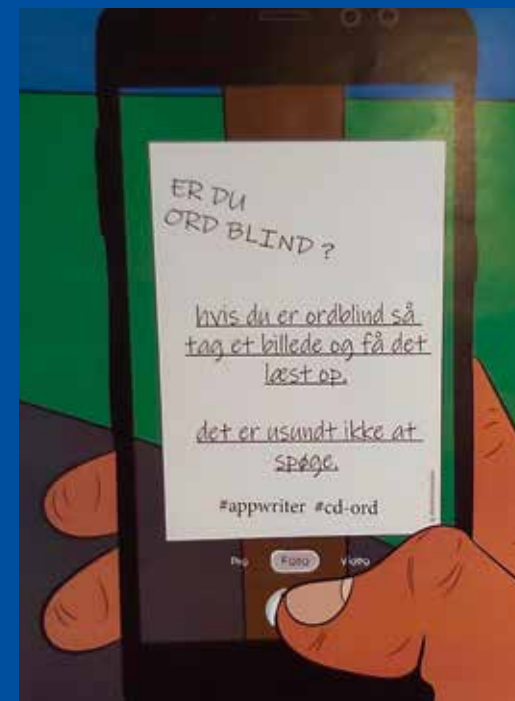 ER DU
ORD BLIND ?
hvis du er ordblind så
tag et billede og få det
læst op.
det er usundt ikke at
spøge.
#appwriter #cd-ord
Pro Foto Video